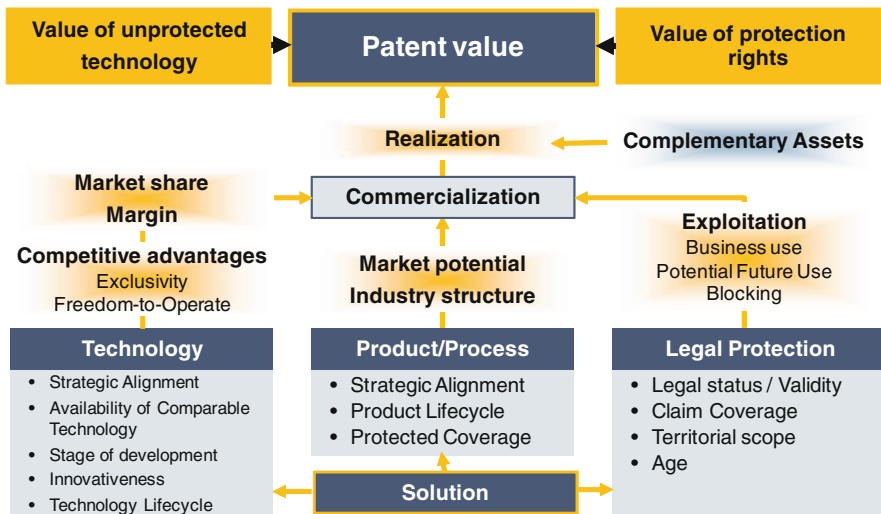 Value of unprotected
technology
Patent value
Value of protection
rights
Realization
Complementary Assets
Market share
Margin
Commercialization
Competitive advantages
Exclusivity
Freedom-to-Operate
Market potential
Industry structure
Exploitation
Business use
Potential Future Use
Blocking
Technology
• Strategic Alignment
• Availability of Comparable
Technology
• Stage of development
• Innovativeness
• Technology Lifecycle
Product/Process
• Strategic Alignment
• Product Lifecycle
• Protected Coverage
Legal Protection
• Legal status / Validity
• Claim Coverage
• Territorial scope
• Age
Solution